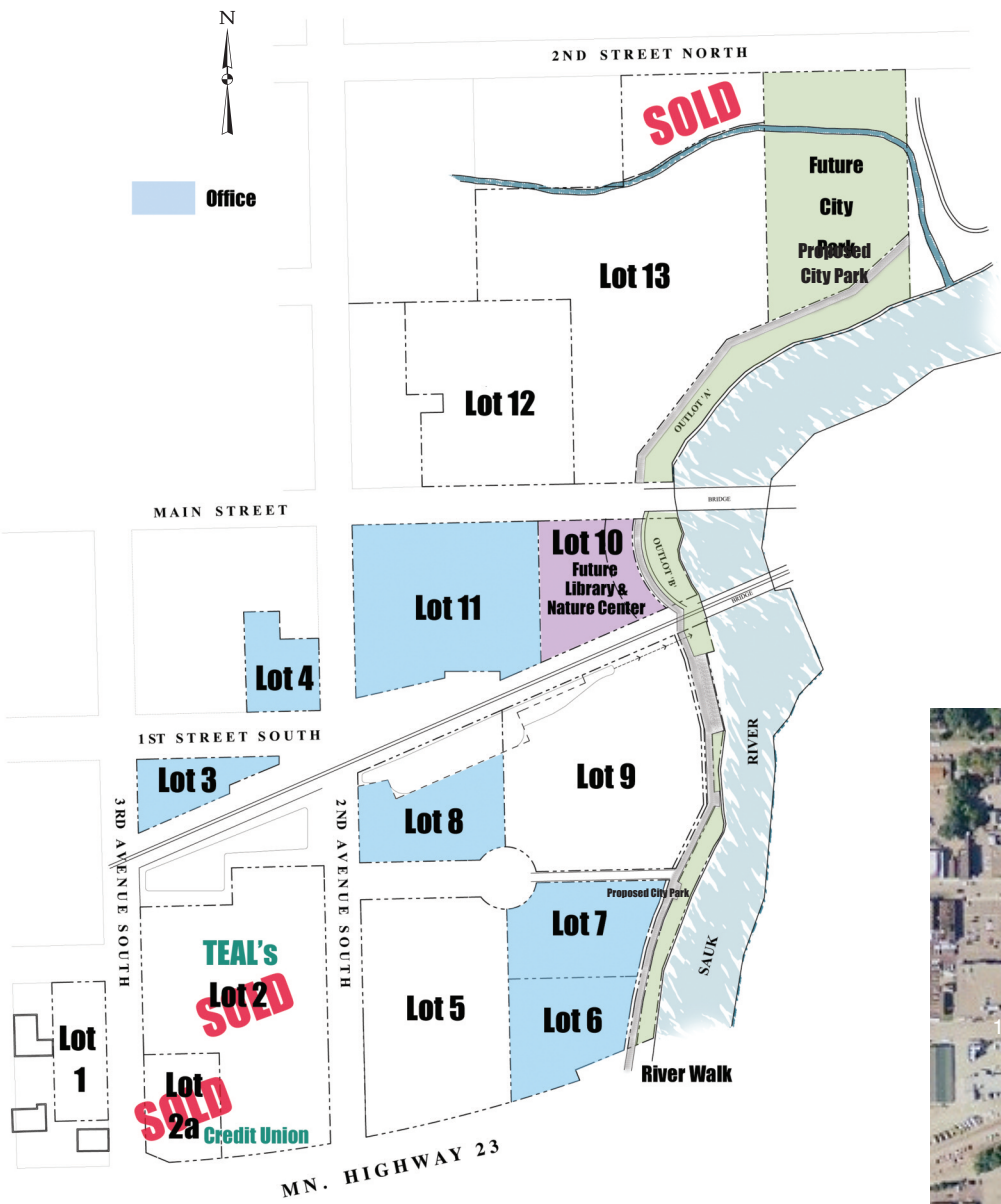 N
2ND STREET NORTH
SOLD
Office
Future
City
Park
Proposed
City Park
Lot 13
Lot 12
OUTLOT 'A'
MAIN STREET
BRIDGE
Lot 10
Future
Library &
Nature Center
OUTLOT 'B'
Lot 11
BRIDGE
Lot 4
1ST STREET SOUTH
RIVER
Lot 3
Lot 9
3RD AVENUE SOUTH
2ND AVENUE SOUTH
Lot 8
Proposed City Park
Lot 7
TEAL's
Lot 2
SOLD
SAUK
Lot 5
Lot 6
Lot
1
River Walk
Lot
2a
SOLD
Credit Union
MN. HIGHWAY 23